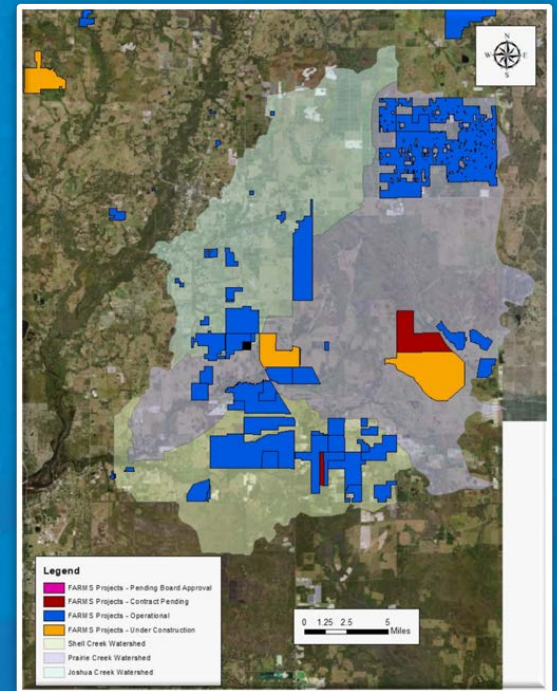 N
W E
S
Legend
FARMS Projects - Pending Board Approval
FARMS Projects - Contract Pending
FARMS Projects - Operational
FARMS Projects - Under Construction
Shell Creek Watershed
Prairie Creek Watershed
Joshua Creek Watershed
0 1.25 2.5 5
Miles